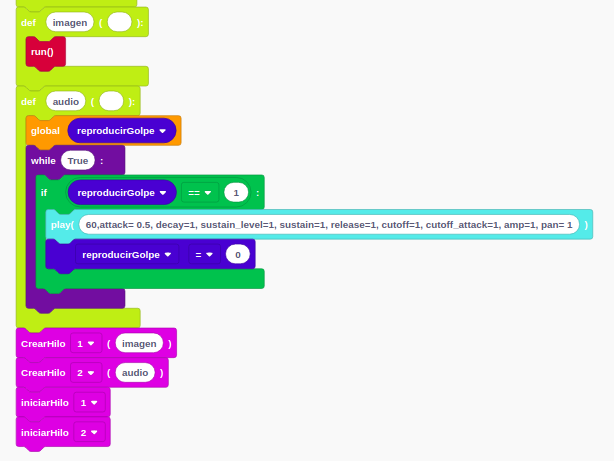 def imagen ( ):
run()
def audio ( ):
global reproducirGolpe
while True :
if reproducirGolpe == 1 :
play( 60,attack= 0.5, decay=1, sustain_level=1, sustain=1, release=1, cutoff=1, cutoff_attack=1, amp=1, pan= 1 )
reproducirGolpe = 0
CrearHilo 1 ( imagen )
CrearHilo 2 ( audio )
iniciarHilo 1
iniciarHilo 2